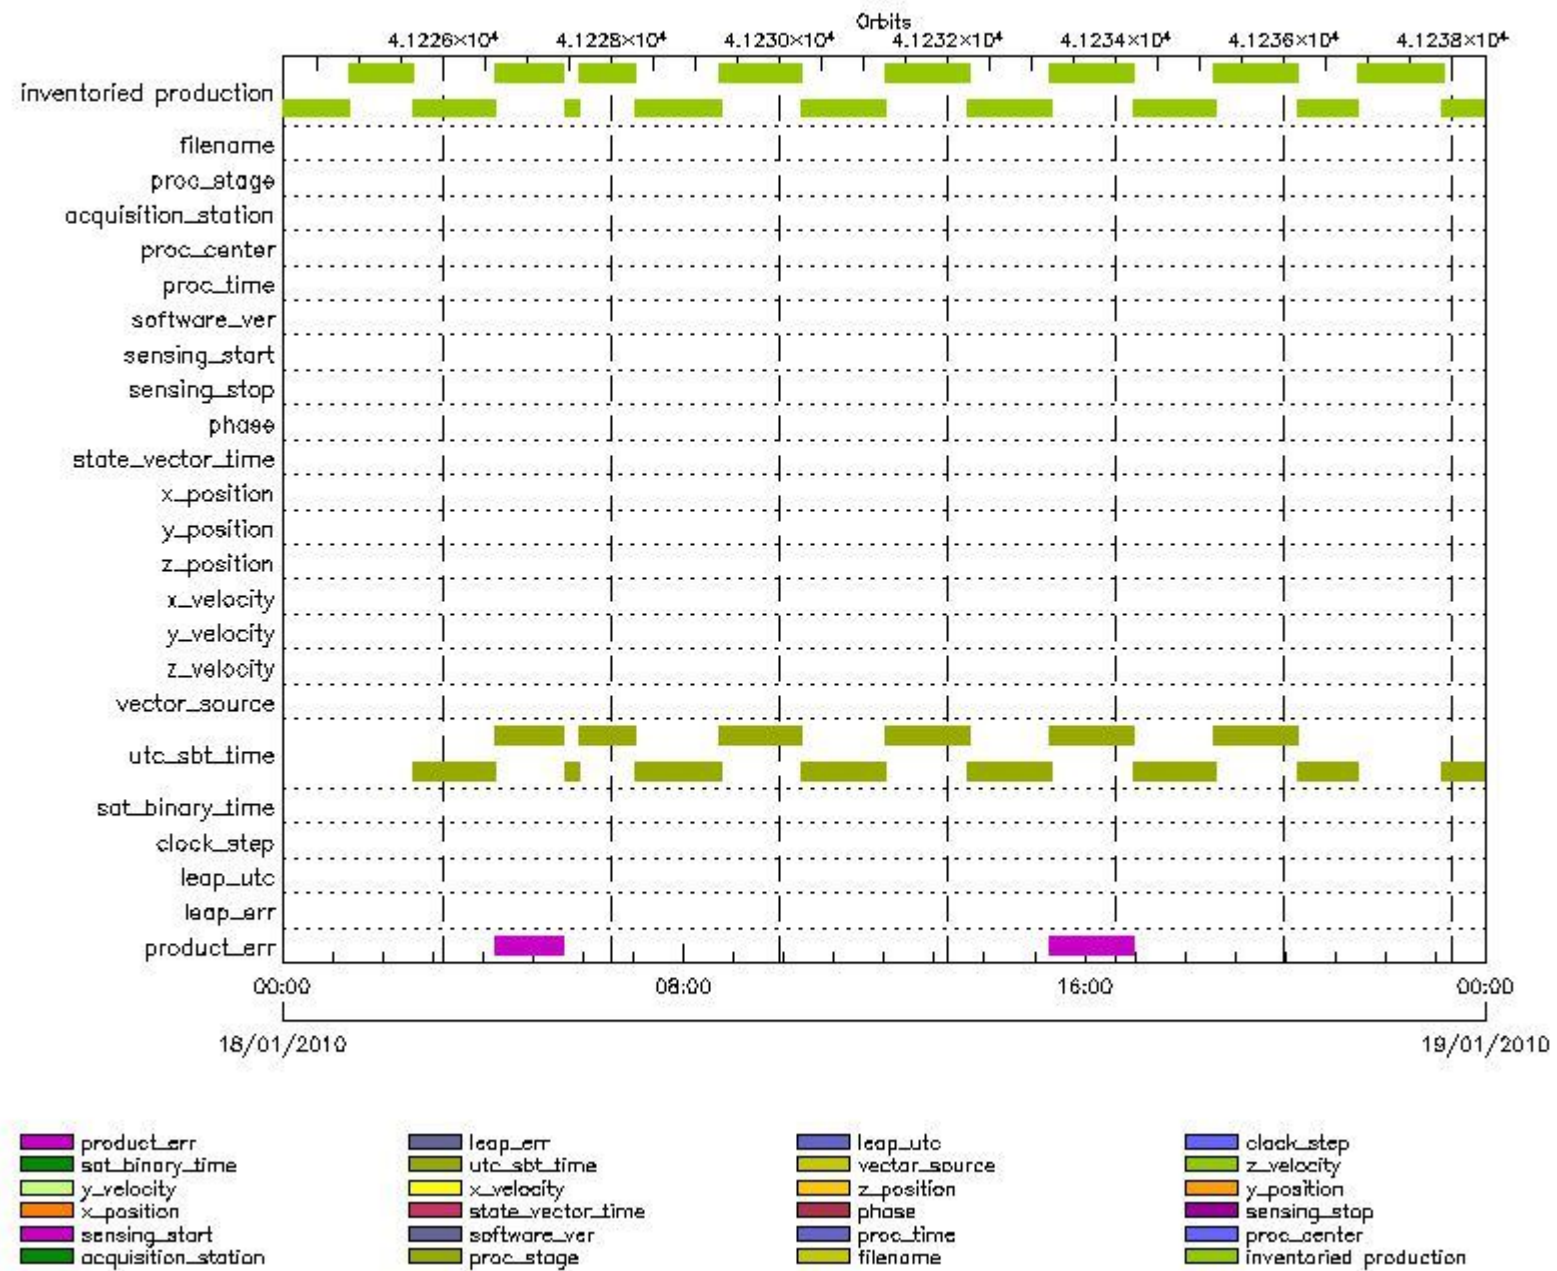 Orbits
4.1226×10⁴ 4.1228×10⁴ 4.1230×10⁴ 4.1232×10⁴ 4.1234×10⁴ 4.1236×10⁴ 4.1238×10⁴
inventoried production
filename
proc_stage
acquisition_station
proc_center
proc_time
software_ver
sensing_start
sensing_stop
phase
state_vector_time
x_position
y_position
z_position
x_velocity
y_velocity
z_velocity
vector_source
utc_sbt_time
sat_binary_time
clock_step
leap_utc
leap_err
product_err
00:00 08:00 16:00 00:00
18/01/2010 19/01/2010
product_err leap_err leap_utc clock_step
sat_binary_time utc_sbt_time vector_source z_velocity
y_velocity x_velocity z_position y_position
x_position state_vector_time phase sensing_stop
sensing_start software_ver proc_time proc_center
acquisition_station proc_stage filename inventoried production